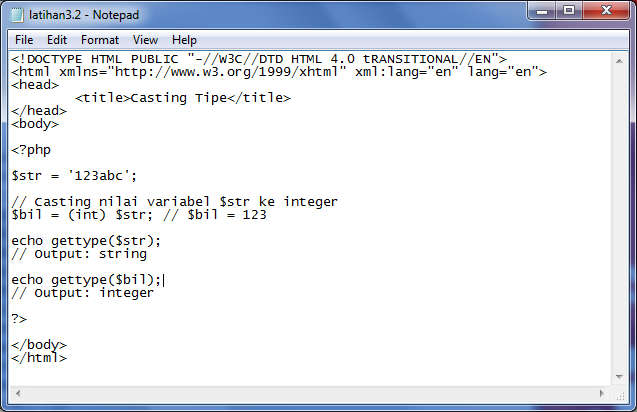 latihan3.2 - Notepad
File Edit Format View Help
<!DOCTYPE HTML PUBLIC "-//W3C//DTD HTML 4.0 tRANSITIONAL//EN">
<html xmlns="http://www.w3.org/1999/xhtml" xml:lang="en" lang="en">
<head>
	<title>Casting Tipe</title>
</head>
<body>
<?php
$str = '123abc';
// Casting nilai variabel $str ke integer
$bil = (int) $str; // $bil = 123
echo gettype($str);
// Output: string
echo gettype($bil);
// Output: integer
?>
</body>
</html>